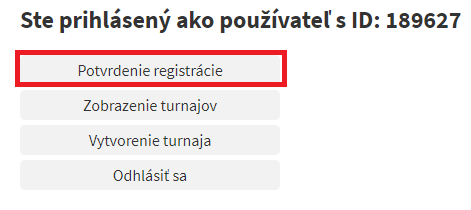 Ste prihlásený ako používateľ s ID: 189627
Potvrdenie registrácie
Zobrazenie turnajov
Vytvorenie turnaja
Odhlásiť sa